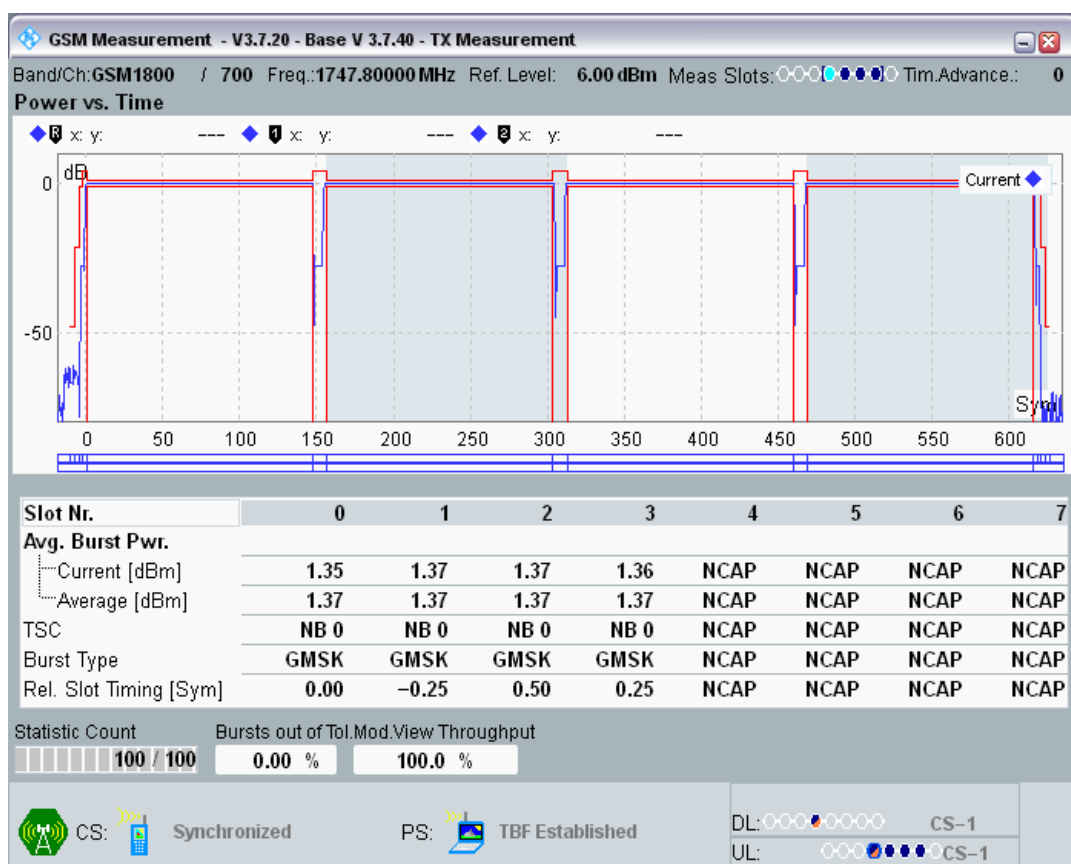 GSM Measurement - V3.7.20 - Base V 3.7.40 - TX Measurement
Band/Ch:GSM1800 / 700 Freq.:1747.80000 MHz Ref. Level: 6.00 dBm Meas Slots: Tim.Advance.: 0
Power vs. Time
R x: y: --- 1 x: y: --- 2 x: y: ---
dB
Current
0
-50
Sym
0 50 100 150 200 250 300 350 400 450 500 550 600
Slot Nr. 0 1 2 3 4 5 6 7
Avg. Burst Pwr.
Current [dBm] 1.35 1.37 1.37 1.36 NCAP NCAP NCAP NCAP
Average [dBm] 1.37 1.37 1.37 1.37 NCAP NCAP NCAP NCAP
TSC NB 0 NB 0 NB 0 NB 0 NCAP NCAP NCAP NCAP
Burst Type GMSK GMSK GMSK GMSK NCAP NCAP NCAP NCAP
Rel. Slot Timing [Sym] 0.00 −0.25 0.50 0.25 NCAP NCAP NCAP NCAP
Statistic Count Bursts out of Tol. Mod.View Throughput
100 / 100 0.00 % 100.0 %
CS: Synchronized PS: TBF Established DL: CS−1
UL: CS−1